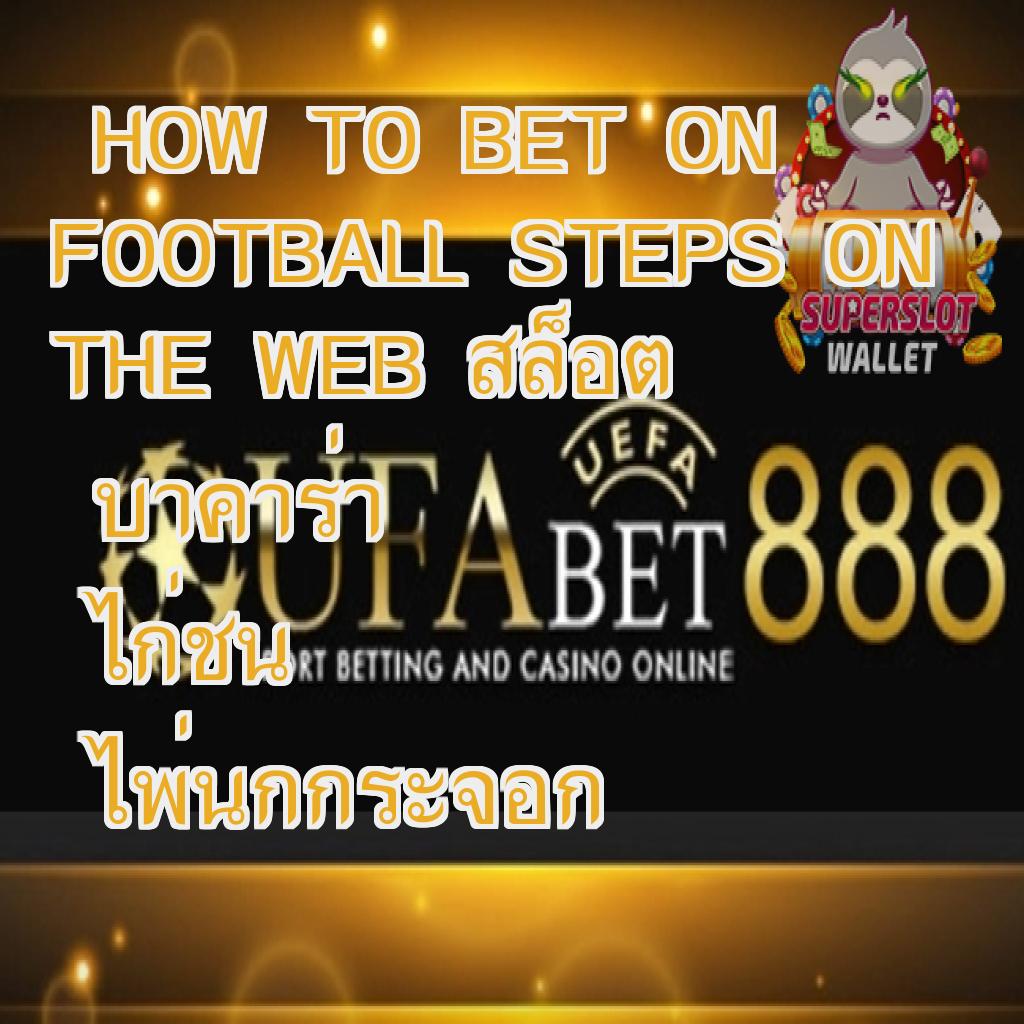 HOW TO BET ON
FOOTBALL STEPS ON
THE WEB สล็อต
SUPERSLOT
WALLET
บาคาร่า
UEFA
UFABET888
ไก่ชน
BETTING AND CASINO ONLINE
ไพ่นกกระจอก